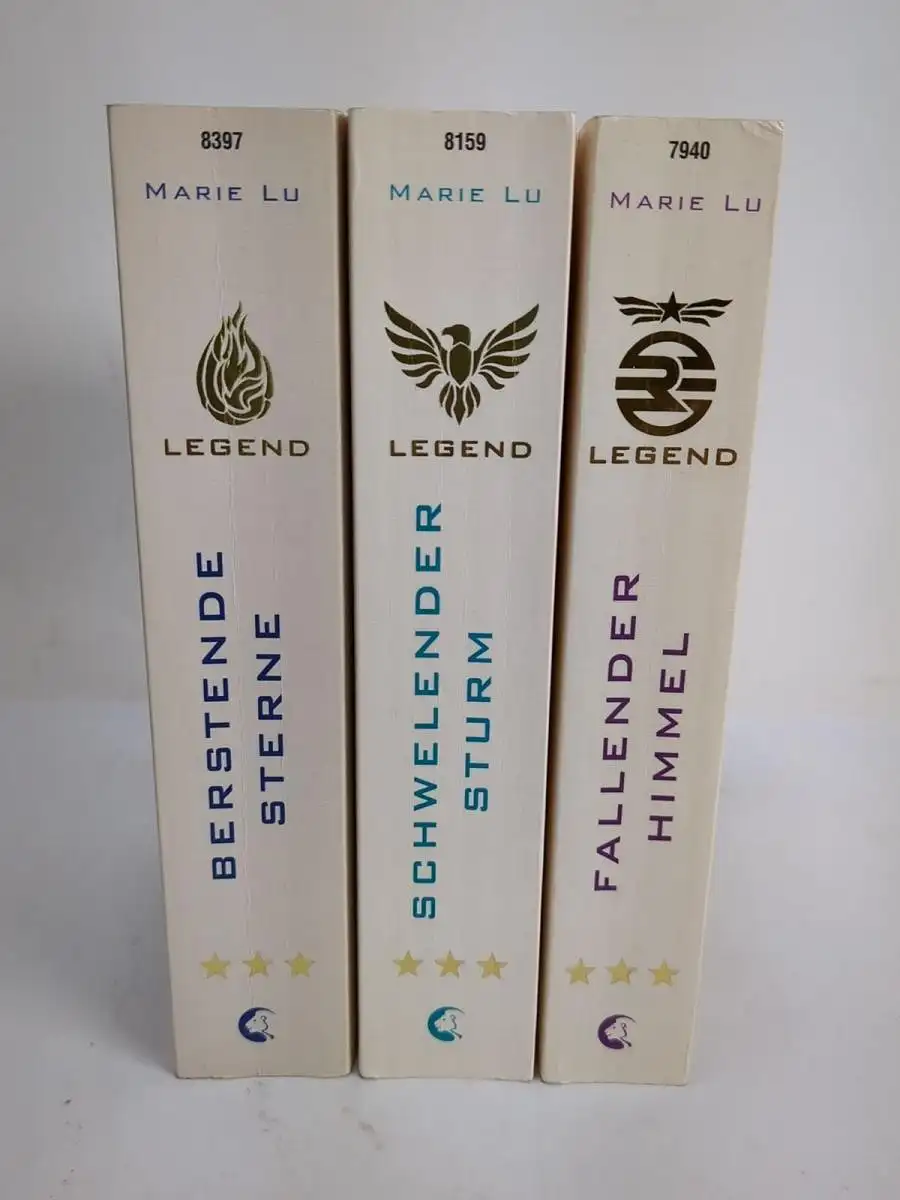 8397
MARIE LU
LEGEND
BERSTENDE
STERNE
8159
MARIE LU
LEGEND
SCHWELENDER
STURM
7940
MARIE LU
LEGEND
FALLENDER
HIMMEL